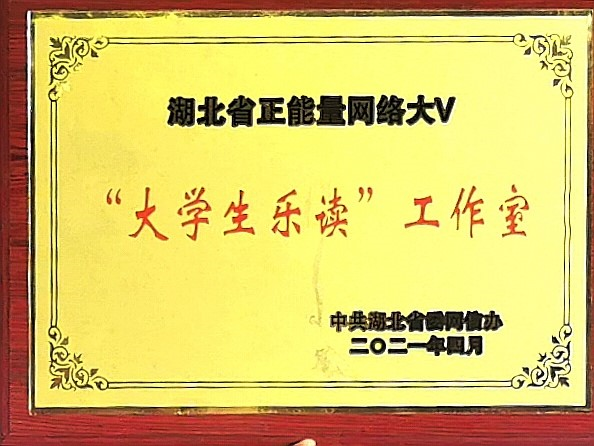 湖北省正能量网络大V
“大学生乐读”工作室
中共湖北省委网信办
二〇二一年四月